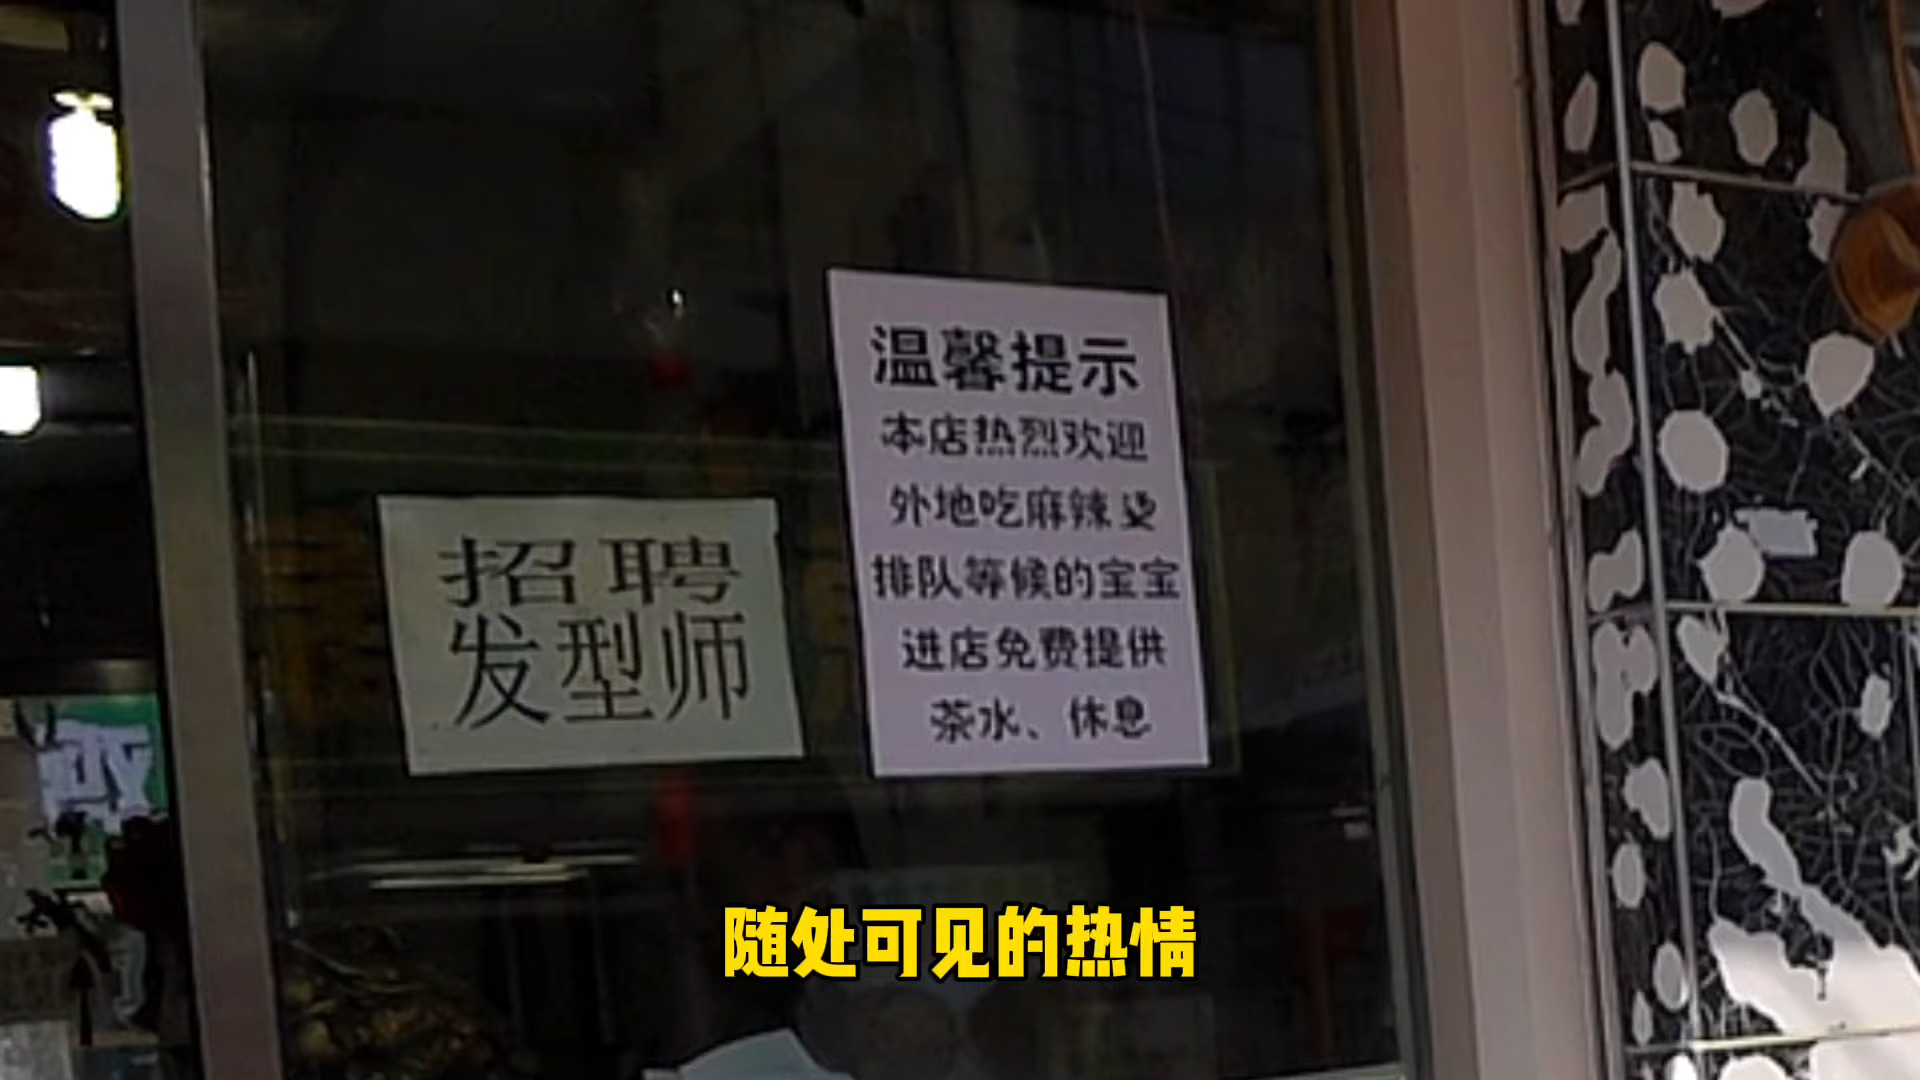 招聘
发型师
温馨提示
本店热烈欢迎
外地吃麻辣烫
排队等候的宝宝
进店免费提供
茶水、休息
随处可见的热情